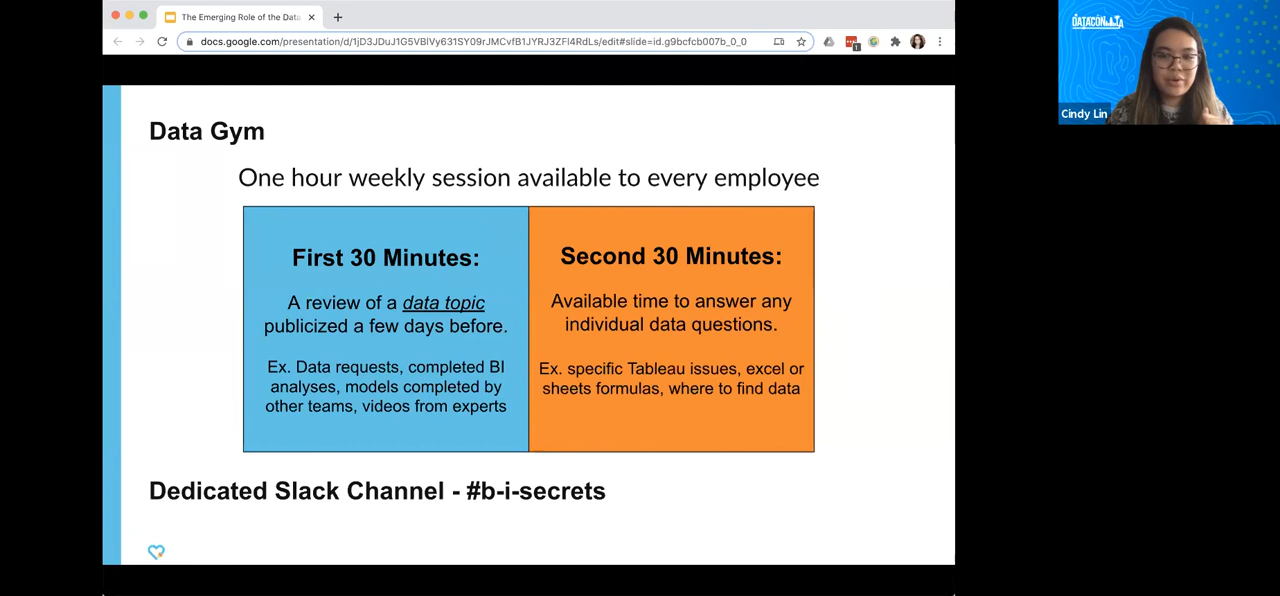 The Emerging Role of the Data
docs.google.com/presentation/d/1jD3JDuJ1G5VBlVy631SY09rJMCvfB1JYRJ3ZFl4RdLs/edit#slide=id.g9bcfcb007b_0_0
1
DATACON LA
Cindy Lin
Data Gym
One hour weekly session available to every employee
First 30 Minutes:
A review of a data topic
publicized a few days before.
Ex. Data requests, completed BI
analyses, models completed by
other teams, videos from experts
Second 30 Minutes:
Available time to answer any
individual data questions.
Ex. specific Tableau issues, excel or
sheets formulas, where to find data
Dedicated Slack Channel - #b-i-secrets